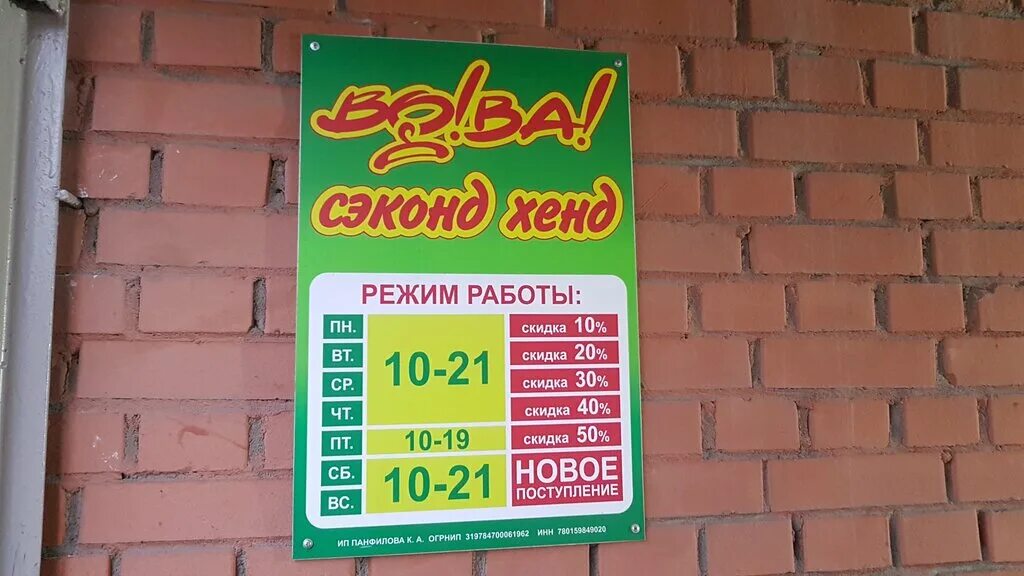 ВО!ВА!
сэконд хенд
РЕЖИМ РАБОТЫ:
ПН. 10-21 скидка 10%
ВТ. скидка 20%
СР. скидка 30%
ЧТ. скидка 40%
ПТ. 10-19 скидка 50%
СБ. 10-21 НОВОЕ
ВС. ПОСТУПЛЕНИЕ
ИП ПАНФИЛОВА К. А. ОГРНИП 319784700061962 ИНН 780159849020